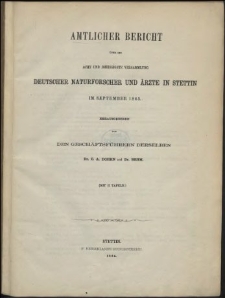 AMTLICHER BERICHT
ÜBER DIE
ACHT UND DREISSIGSTE VERSAMMLUNG
DEUTSCHER NATURFORSCHER UND ÄRZTE IN STETTIN
IM SEPTEMBER 1863.
HERAUSGEGEBEN
VON
DEN GESCHÄFTSFÜHRERN DERSELBEN
DR. C. A. DOHRN und DR. BEHM.
MIT TAFELN.
STETTIN.
1864.